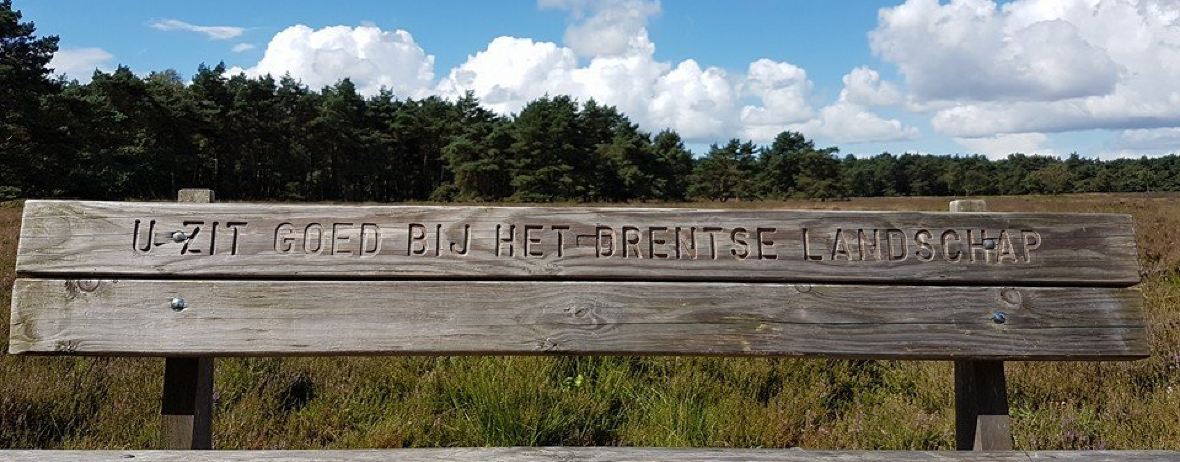 U ZIT GOED BIJ HET DRENTSE LANDSCHAP